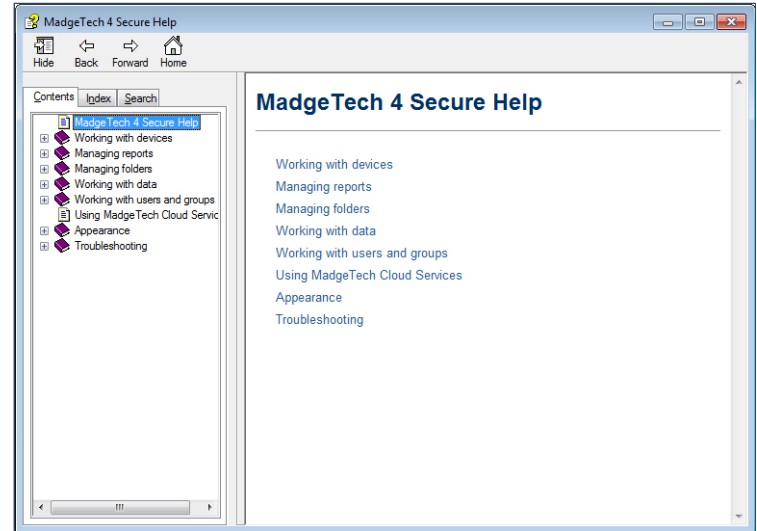 MadgeTech 4 Secure Help
Hide Back Forward Home
Contents Index Search
MadgeTech 4 Secure Help
Working with devices
Managing reports
Managing folders
Working with data
Working with users and groups
Using MadgeTech Cloud Servic
Appearance
Troubleshooting
MadgeTech 4 Secure Help
Working with devices
Managing reports
Managing folders
Working with data
Working with users and groups
Using MadgeTech Cloud Services
Appearance
Troubleshooting